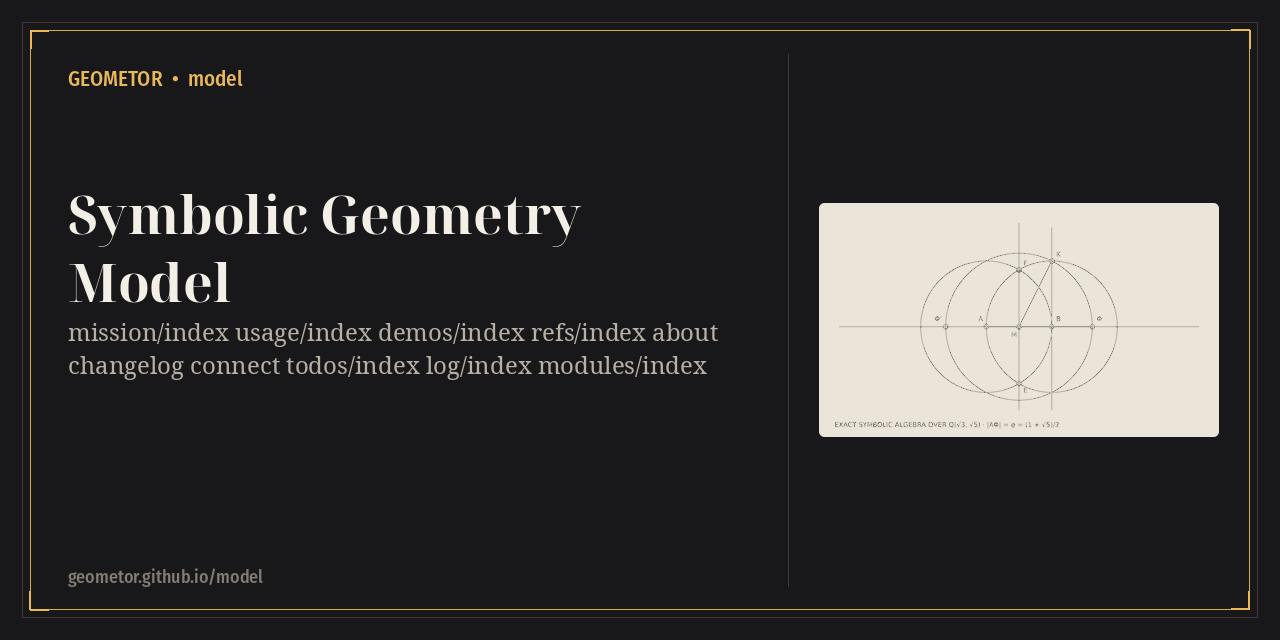 GEOMETOR • model
Symbolic Geometry
Model
mission/index usage/index demos/index refs/index about
changelog connect todos/index log/index modules/index
K
F
Φ' A B Φ
M
E
EXACT SYMBOLIC ALGEBRA OVER Q(√3, √5) · |AΦ| = φ = (1 + √5)/2
geometor.github.io/model